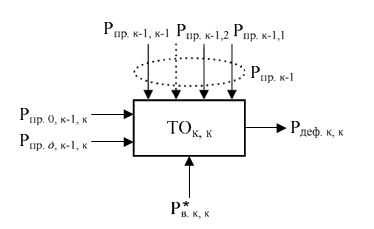 Pпр. к-1, к-1 Pпр. к-1,2 Pпр. к-1,1
Pпр. к-1
Pпр. 0, к-1, к
Pпр. д, к-1, к
ТОк, к
Pдеф. к, к
P*в. к, к